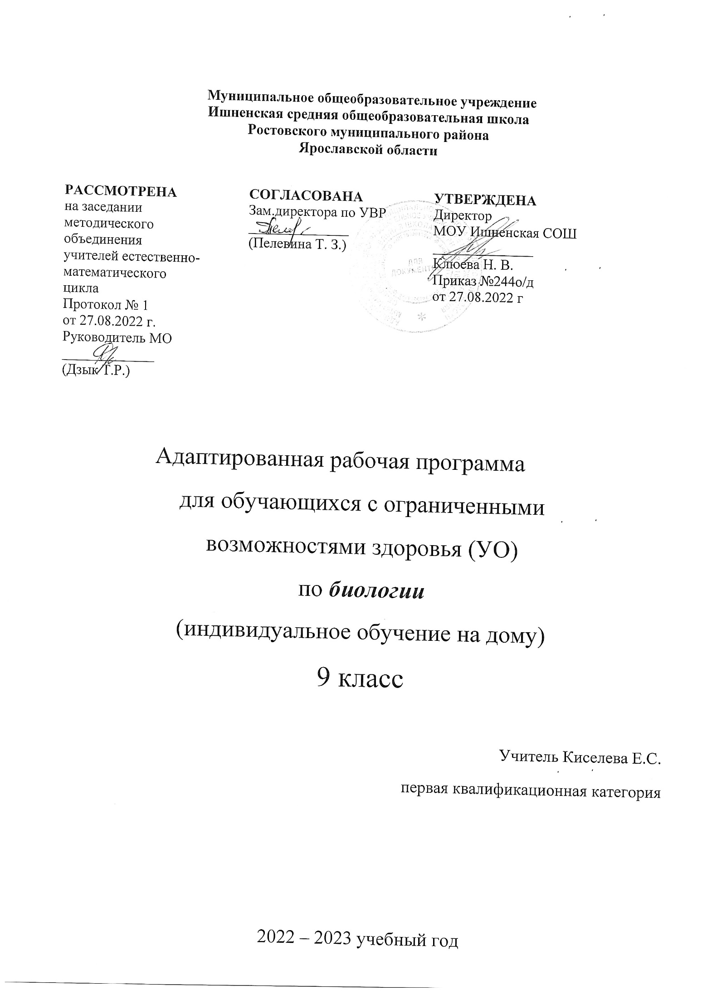 Муниципальное общеобразовательное учреждение
Ишненская средняя общеобразовательная школа
Ростовского муниципального района
Ярославской области
РАССМОТРЕНА
на заседании
методического
объединения
учителей естественно-
математического
цикла
Протокол № 1
от 27.08.2022 г.
Руководитель МО
(Дзык Т.Р.)
СОГЛАСОВАНА
Зам.директора по УВР
(Пелевина Т. З.)
УТВЕРЖДЕНА
Директор
МОУ Ишненская СОШ
Клюева Н. В.
Приказ №244о/д
от 27.08.2022 г
ДЛЯ
ДОКУМЕНТОВ
Адаптированная рабочая программа
для обучающихся с ограниченными
возможностями здоровья (УО)
по биологии
(индивидуальное обучение на дому)
9 класс
Учитель Киселева Е.С.
первая квалификационная категория
2022 – 2023 учебный год